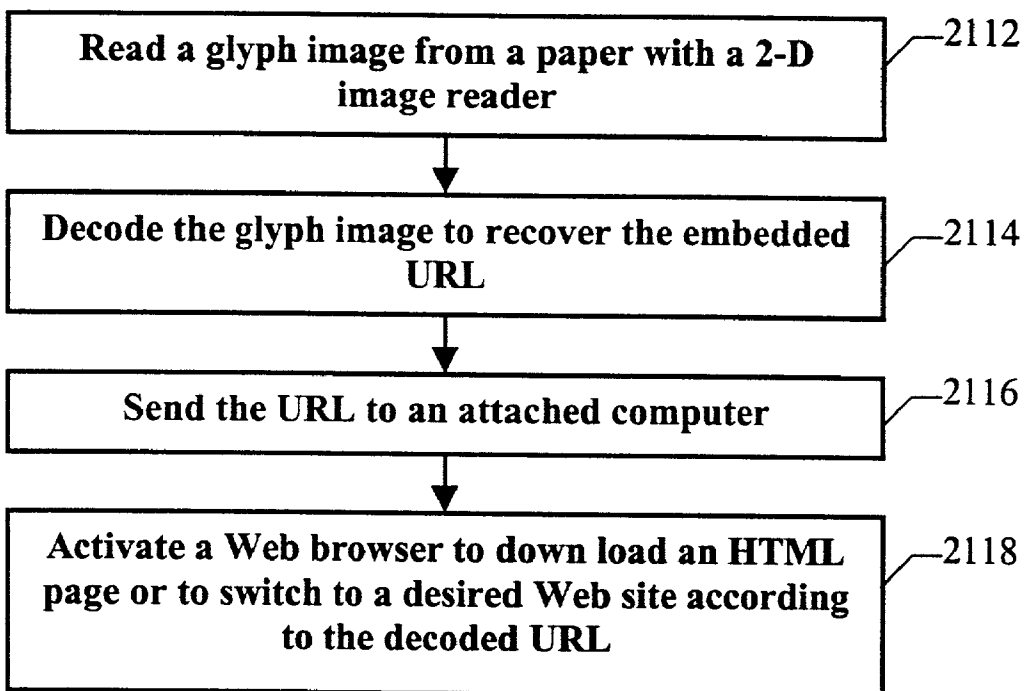 Read a glyph image from a paper with a 2-D
image reader
2112
Decode the glyph image to recover the embedded
URL
2114
Send the URL to an attached computer
2116
Activate a Web browser to down load an HTML
page or to switch to a desired Web site according
to the decoded URL
2118